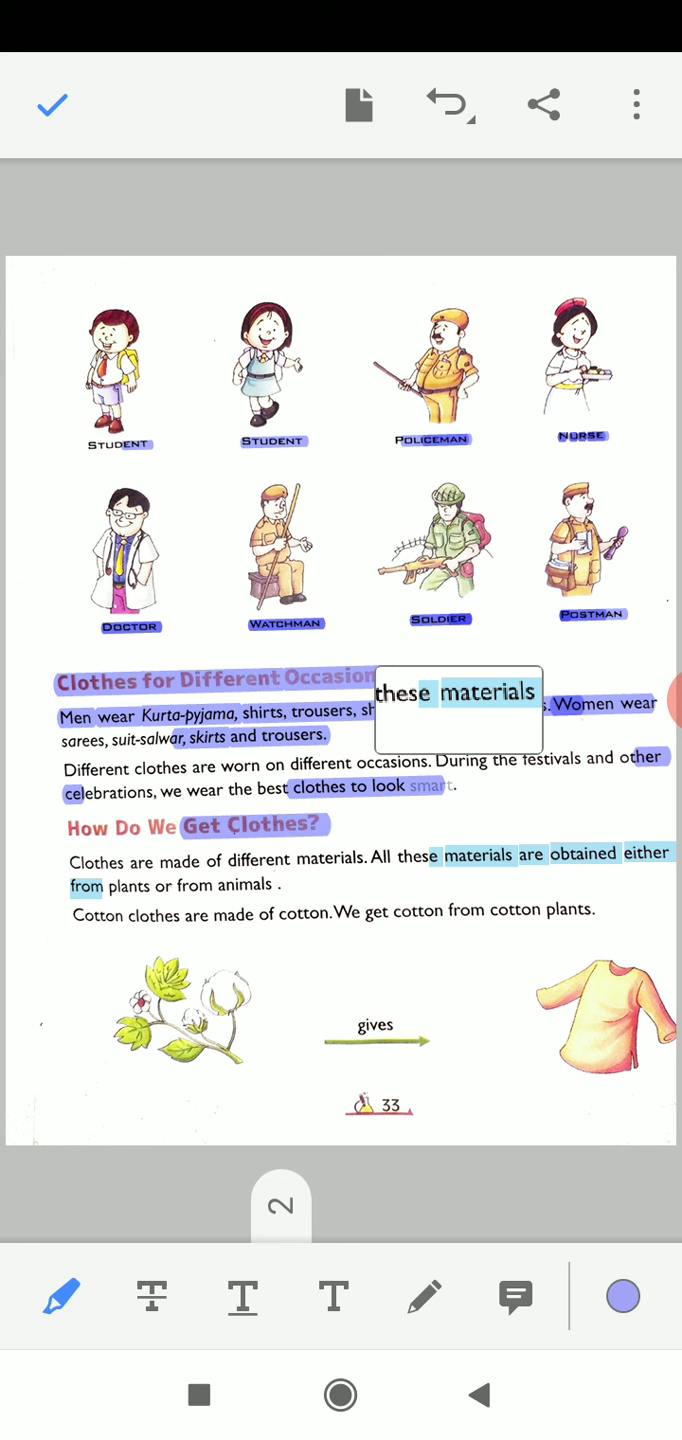 STUDENT STUDENT POLICEMAN NURSE
DOCTOR WATCHMAN SOLDIER POSTMAN
Clothes for Different Occasion
these materials
Men wear Kurta-pyjama, shirts, trousers, sh s. Women wear
sarees, suit-salwar, skirts and trousers.
Different clothes are worn on different occasions. During the festivals and other
celebrations, we wear the best clothes to look smart.
How Do We Get Clothes?
Clothes are made of different materials. All these materials are obtained either
from plants or from animals .
Cotton clothes are made of cotton. We get cotton from cotton plants.
gives
33
2
T T T